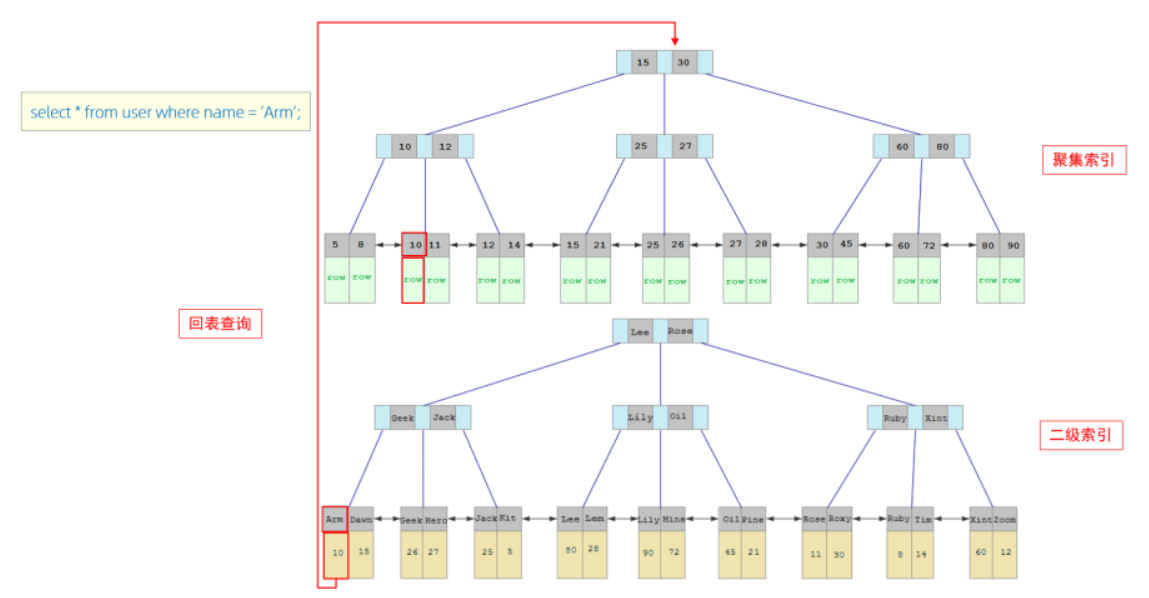 15 30
select * from user where name = ‘Arm’;
10 12 25 27 60 80
聚集索引
5 8 10 11 12 14 15 21 25 26 27 28 30 45 60 72 80 90
row row row row row row row row row row row row row row row row row row
回表查询
Lee Rose
Geek Jack Lily Oil Ruby Xint
二级索引
Arm Dawn Geek Hero Jack Kit Lee Lem Lily Mina Oil Pine Rose Roxy Ruby Tim Xint Zoom
10 15 26 27 25 5 80 28 90 72 45 21 11 30 8 14 60 12